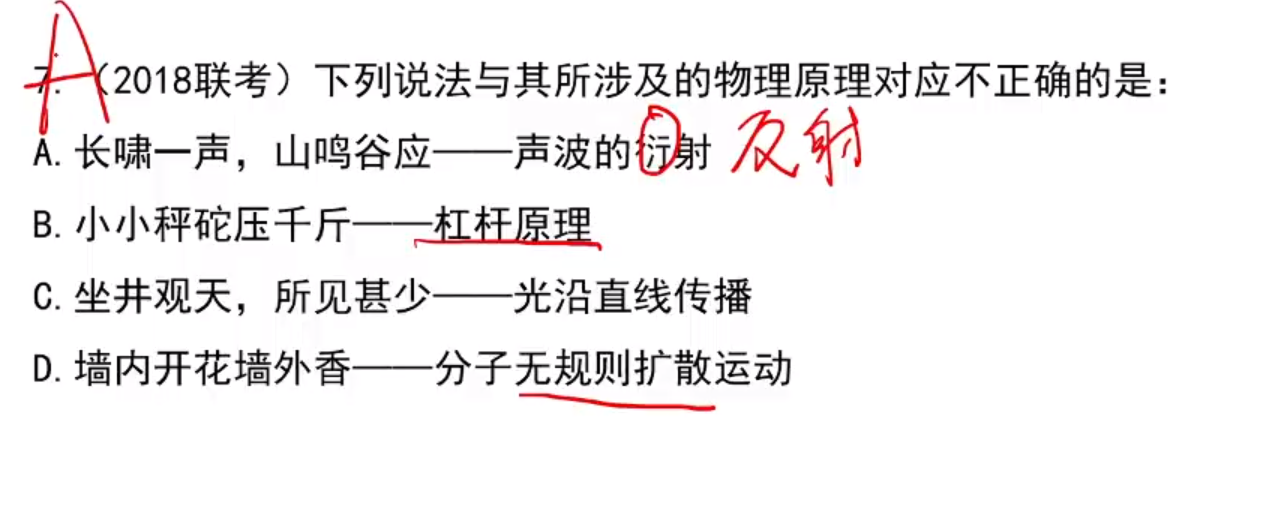 A
7.（2018联考）下列说法与其所涉及的物理原理对应不正确的是：
A. 长啸一声，山鸣谷应——声波的衍射 反射
B. 小小秤砣压千斤——杠杆原理
C. 坐井观天，所见甚少——光沿直线传播
D. 墙内开花墙外香——分子无规则扩散运动